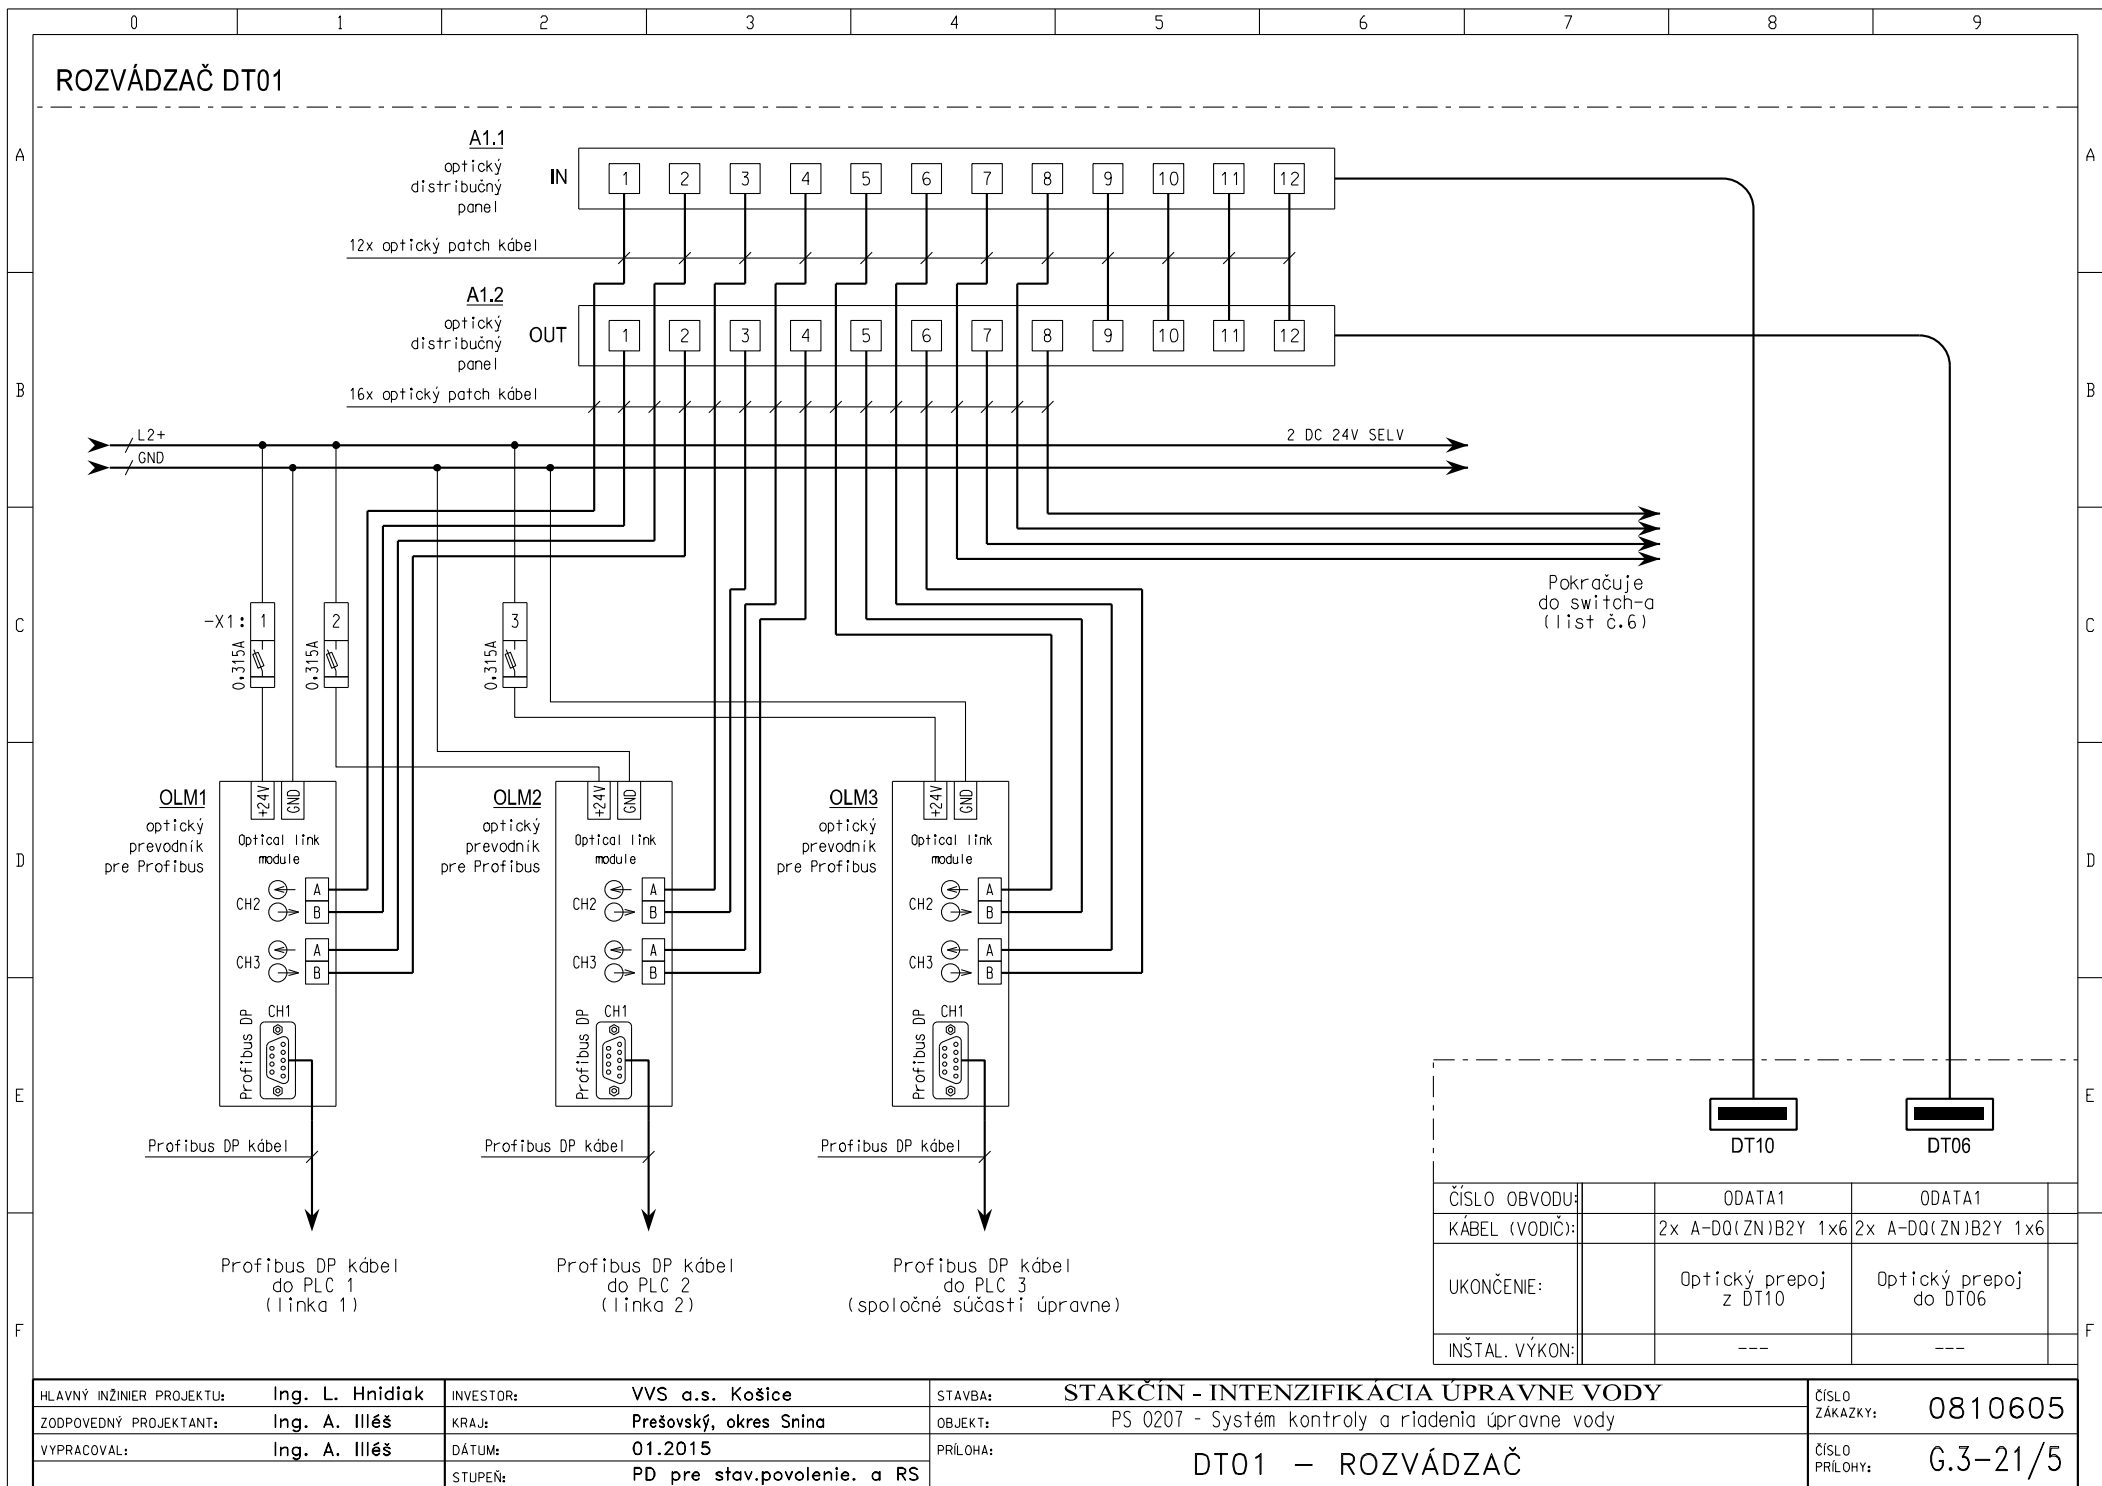 0 1 2 3 4 5 6 7 8 9
ROZVÁDZAČ DT01
A A
A1.1
optický
distribučný
panel
IN 1 2 3 4 5 6 7 8 9 10 11 12
12x optický patch kábel
A1.2
optický
distribučný
panel
OUT 1 2 3 4 5 6 7 8 9 10 11 12
B B
16x optický patch kábel
L2+ 2 DC 24V SELV
GND
Pokračuje
do switch-a
(list č.6)
C C
-X1: 1 2 3
0.315A 0.315A 0.315A
OLM1
optický
prevodník
pre Profibus
+24V GND
Optical link
module
CH2 A
B
CH3 A
B
CH1
Profibus DP
OLM2
optický
prevodník
pre Profibus
+24V GND
Optical link
module
CH2 A
B
CH3 A
B
CH1
Profibus DP
OLM3
optický
prevodník
pre Profibus
+24V GND
Optical link
module
CH2 A
B
CH3 A
B
CH1
Profibus DP
D D
E E
Profibus DP kábel Profibus DP kábel Profibus DP kábel
Profibus DP kábel
do PLC 1
(linka 1)
Profibus DP kábel
do PLC 2
(linka 2)
Profibus DP kábel
do PLC 3
(spoločné súčasti úpravne)
DT10 DT06
ČÍSLO OBVODU: ODATA1 ODATA1
KÁBEL (VODIČ): 2x A-DQ(ZN)B2Y 1x6 2x A-DQ(ZN)B2Y 1x6
UKONČENIE: Optický prepoj
z DT10
Optický prepoj
do DT06
INŠTAL. VÝKON: --- ---
F F
HLAVNÝ INŽINIER PROJEKTU: Ing. L. Hnidiak
ZODPOVEDNÝ PROJEKTANT: Ing. A. Illéš
VYPRACOVAL: Ing. A. Illéš
INVESTOR: VVS a.s. Košice
KRAJ: Prešovský, okres Snina
DÁTUM: 01.2015
STUPEŇ: PD pre stav.povolenie. a RS
STAVBA: STAKČÍN - INTENZIFIKÁCIA ÚPRAVNE VODY
OBJEKT: PS 0207 - Systém kontroly a riadenia úpravne vody
PRÍLOHA: DT01 - ROZVÁDZAČ
ČÍSLO
ZÁKAZKY: 0810605
ČÍSLO
PRÍLOHY: G.3-21/5